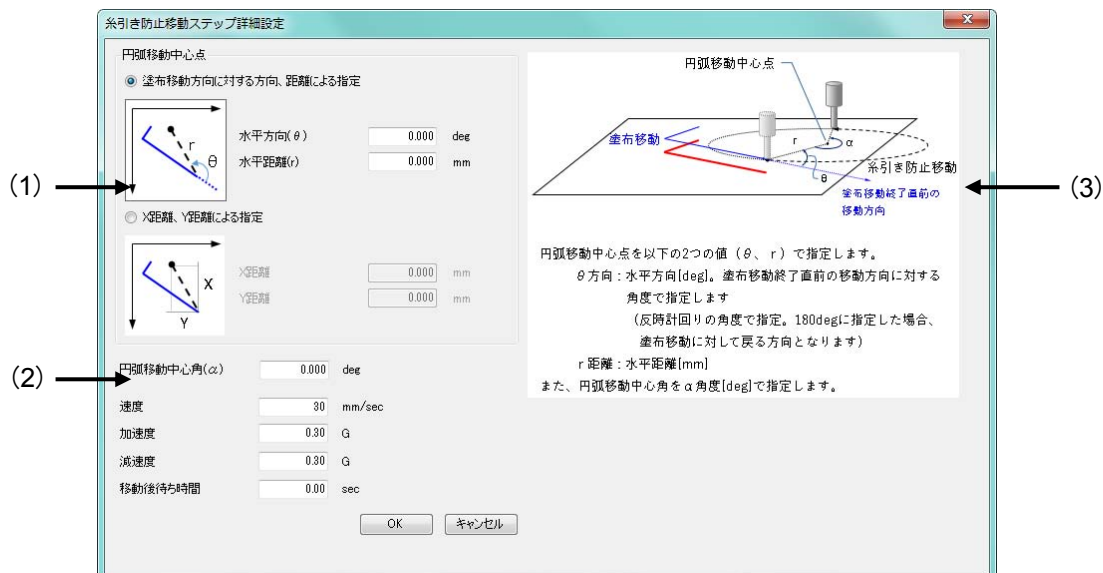 糸引き防止移動ステップ詳細設定
x
円弧移動中心点
塗布移動方向に対する方向、距離による指定
r
θ
水平方向(θ)
0.000
deg
水平距離(r)
0.000
mm
X距離、Y距離による指定
X
Y
X距離
0.000
mm
Y距離
0.000
mm
円弧移動中心角(α)
0.000
deg
速度
30
mm/sec
加速度
0.30
G
減速度
0.30
G
移動後待ち時間
0.00
sec
OK
キャンセル
(1)
(2)
(3)
円弧移動中心点
塗布移動
r
α
θ
糸引き防止移動
塗布移動終了直前の
移動方向
円弧移動中心点を以下の2つの値(θ、r)で指定します。
θ方向:水平方向[deg]。塗布移動終了直前の移動方向に対する
角度で指定します
(反時計回りの角度で指定。180degに指定した場合、
塗布移動に対して戻る方向となります)
r 距離:水平距離[mm]
また、円弧移動中心角をα角度[deg]で指定します。